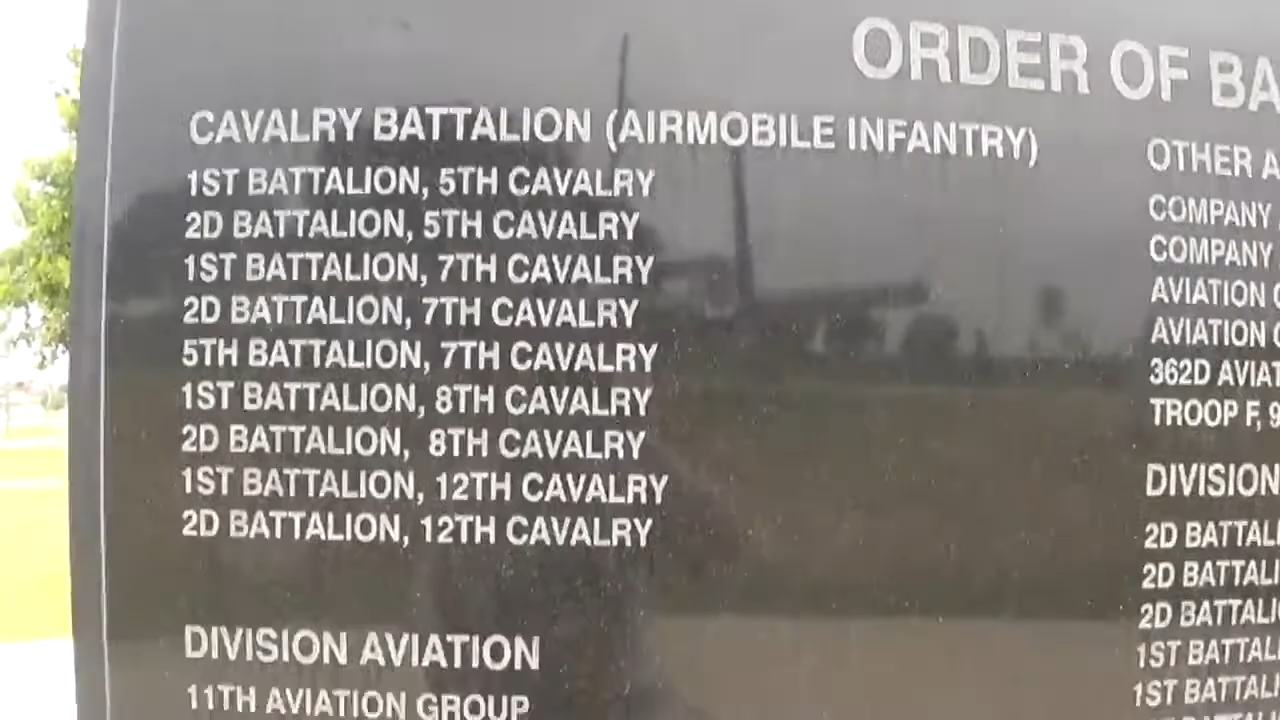 ORDER OF BA
CAVALRY BATTALION (AIRMOBILE INFANTRY)
1ST BATTALION, 5TH CAVALRY
2D BATTALION, 5TH CAVALRY
1ST BATTALION, 7TH CAVALRY
2D BATTALION, 7TH CAVALRY
5TH BATTALION, 7TH CAVALRY
1ST BATTALION, 8TH CAVALRY
2D BATTALION, 8TH CAVALRY
1ST BATTALION, 12TH CAVALRY
2D BATTALION, 12TH CAVALRY
DIVISION AVIATION
11TH AVIATION GROUP
OTHER A
COMPANY
COMPANY
AVIATION
AVIATION
362D AVIAT
TROOP F, 9
DIVISION
2D BATTALI
2D BATTALI
2D BATTALI
1ST BATTALI
1ST BATTALI